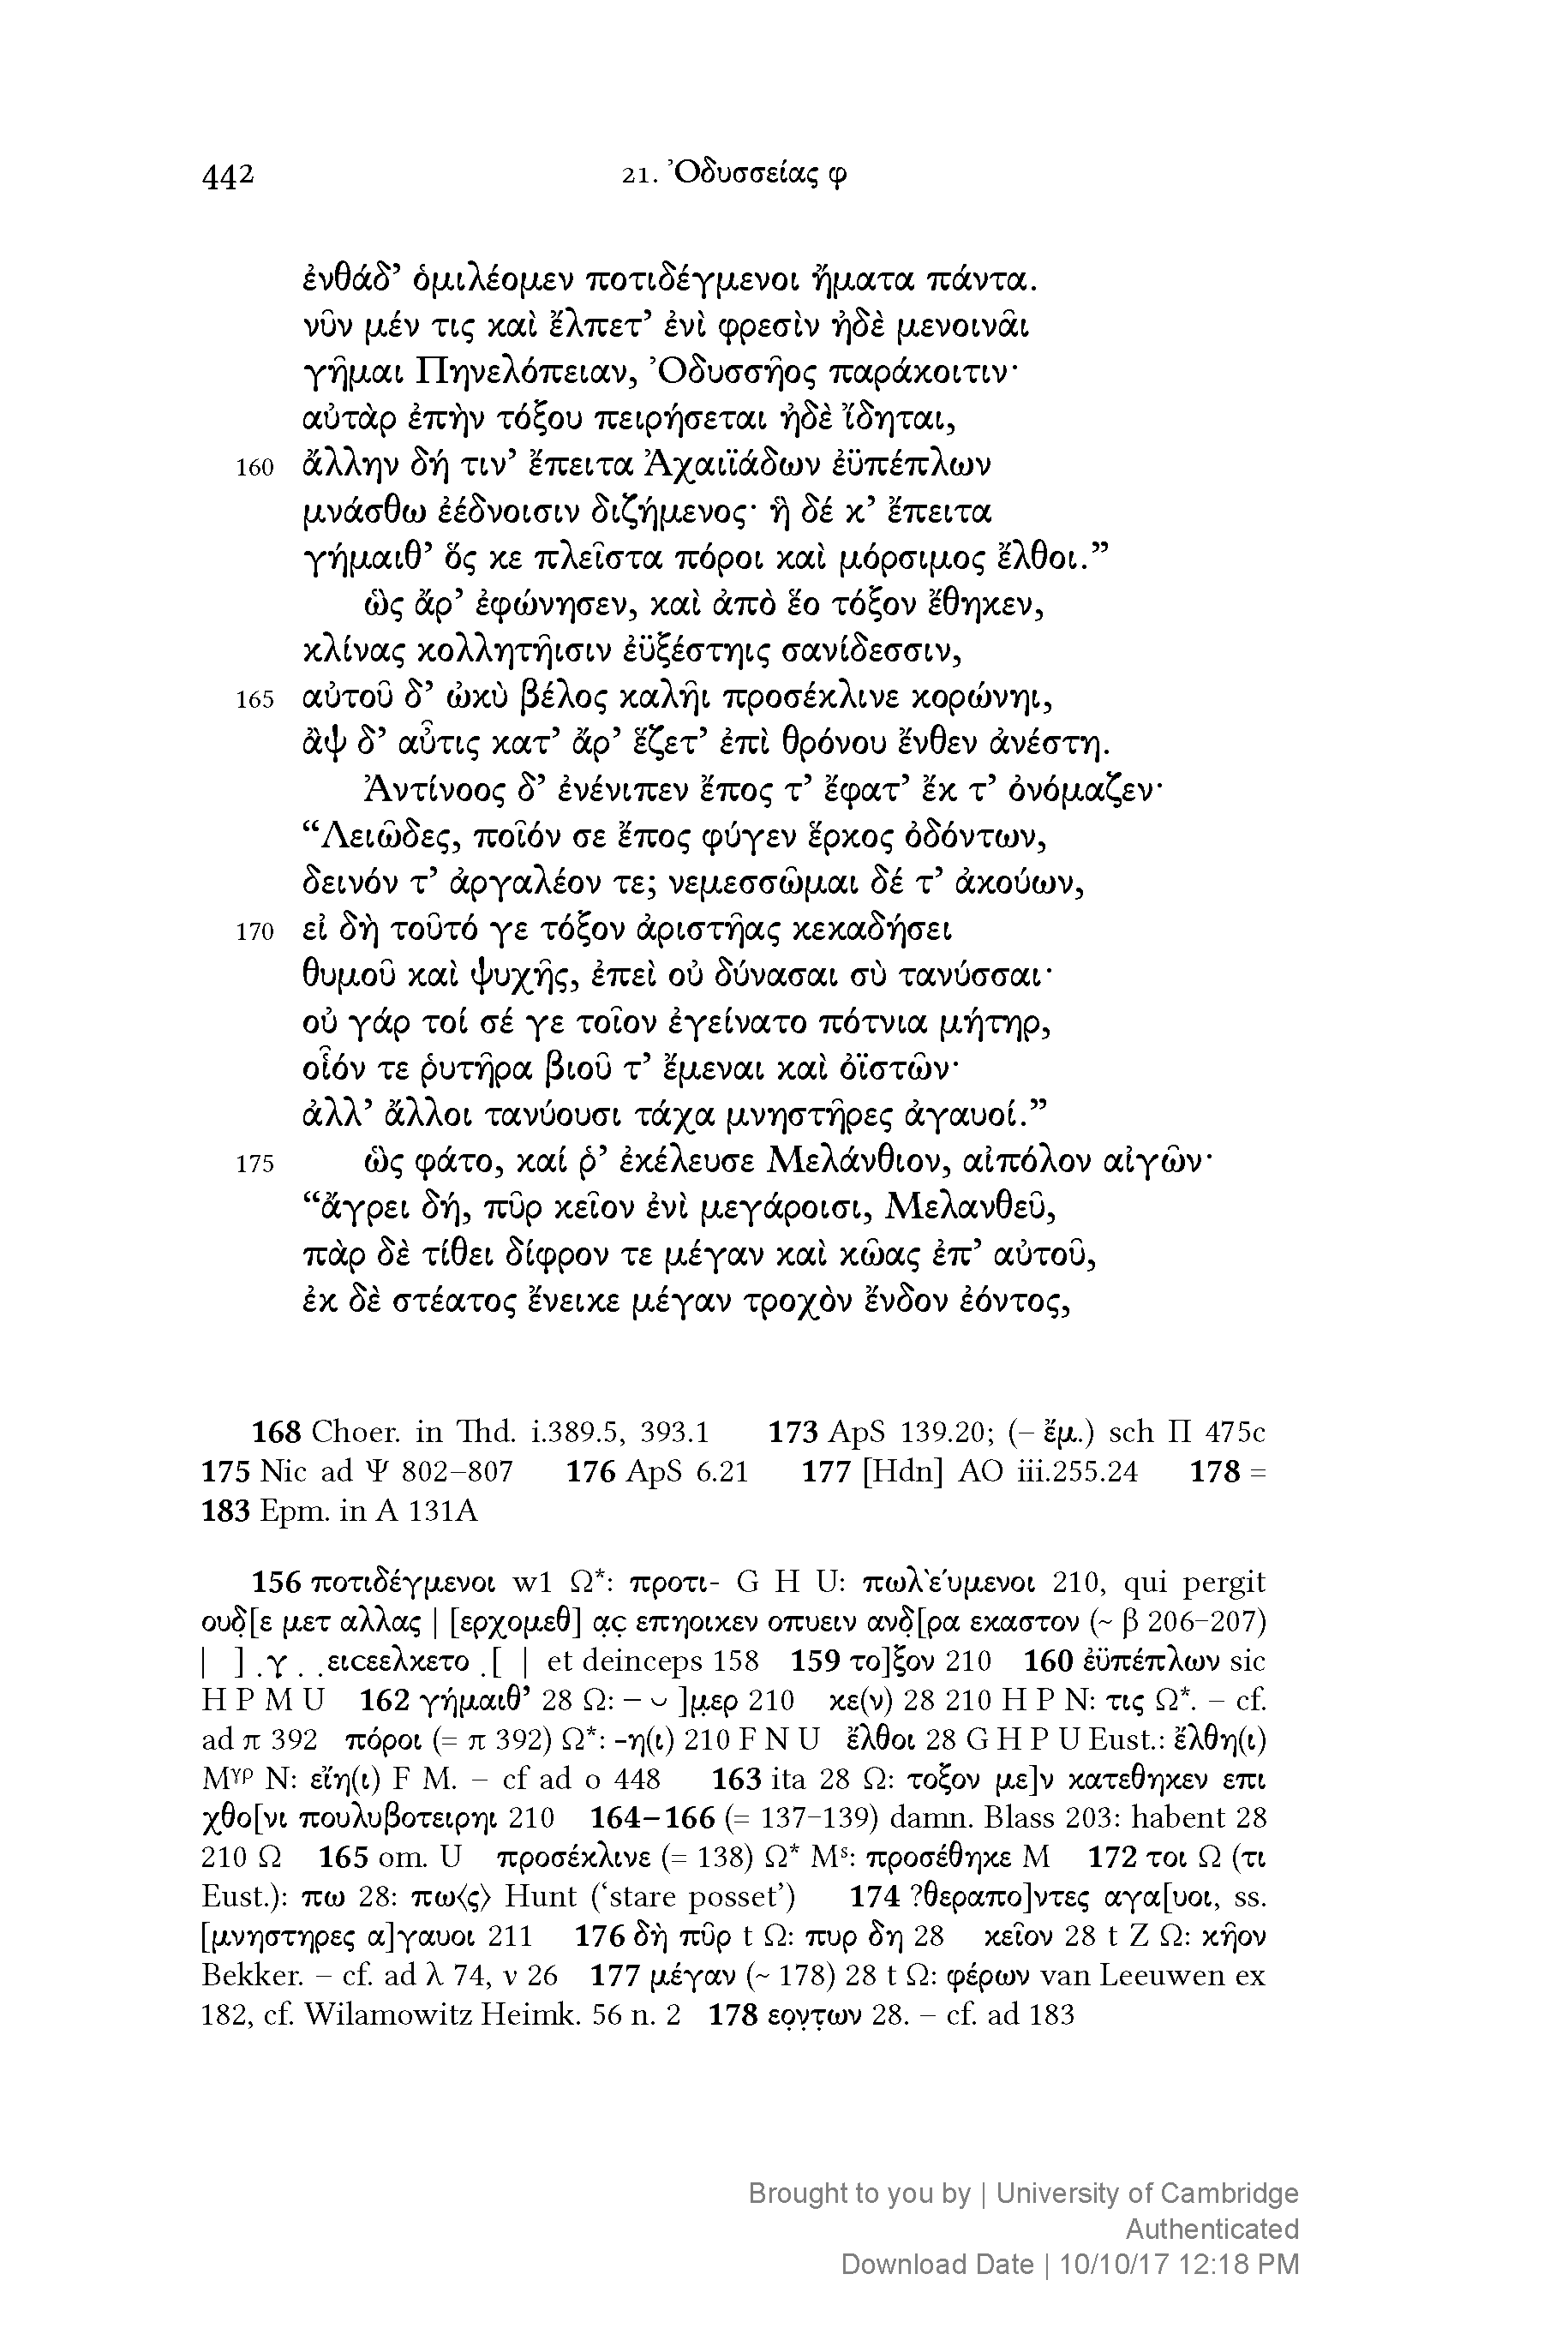 442 21. Ὀδυσσείας φ
ἐνθάδ’ ὁμιλέομεν ποτιδέγμενοι ἤματα πάντα.
νῦν μέν τις καὶ ἔλπετ’ ἐνὶ φρεσὶν ἠδὲ μενοινᾶι
γῆμαι Πηνελόπειαν, Ὀδυσσῆος παράκοιτιν·
αὐτὰρ ἐπὴν τόξου πειρήσεται ἠδὲ ἴδηται,
160 ἄλλην δή τιν’ ἔπειτα Ἀχαιϊάδων ἐϋπέπλων
μνάσθω ἐέδνοισιν διζήμενος· ἣ δέ κ’ ἔπειτα
γήμαιθ’ ὅς κε πλεῖστα πόροι καὶ μόρσιμος ἔλθοι.”
ὣς ἄρ’ ἐφώνησεν, καὶ ἀπὸ ἕο τόξον ἔθηκεν,
κλίνας κολλητῆισιν ἐϋξέστηις σανίδεσσιν,
165 αὐτοῦ δ’ ὠκὺ βέλος καλῆι προσέκλινε κορώνηι,
ἂψ δ’ αὖτις κατ’ ἄρ’ ἕζετ’ ἐπὶ θρόνου ἔνθεν ἀνέστη.
Ἀντίνοος δ’ ἐνένιπεν ἔπος τ’ ἔφατ’ ἔκ τ’ ὀνόμαζεν·
“Λειῶδες, ποῖόν σε ἔπος φύγεν ἕρκος ὀδόντων,
δεινόν τ’ ἀργαλέον τε; νεμεσσῶμαι δέ τ’ ἀκούων,
170 εἰ δὴ τοῦτό γε τόξον ἀριστῆας κεκαδήσει
θυμοῦ καὶ ψυχῆς, ἐπεὶ οὐ δύνασαι σὺ τανύσσαι·
οὐ γάρ τοί σέ γε τοῖον ἐγείνατο πότνια μήτηρ,
οἷόν τε ῥυτῆρα βιοῦ τ’ ἔμεναι καὶ ὀϊστῶν·
ἀλλ’ ἄλλοι τανύουσι τάχα μνηστῆρες ἀγαυοί.”
175 ὣς φάτο, καί ῥ’ ἐκέλευσε Μελάνθιον, αἰπόλον αἰγῶν·
“ἄγρει δή, πῦρ κεῖον ἐνὶ μεγάροισι, Μελανθεῦ,
πὰρ δὲ τίθει δίφρον τε μέγαν καὶ κῶας ἐπ’ αὐτοῦ,
ἐκ δὲ στέατος ἔνεικε μέγαν τροχὸν ἔνδον ἐόντος,
168 Choer. in Thd. i.389.5, 393.1 173 ApS 139.20; (– ἔμ.) sch Π 475c
175 Nic ad Ψ 802–807 176 ApS 6.21 177 [Hdn] AO iii.255.24 178 =
183 Epm. in A 131A
156 ποτιδέγμενοι w1 Ω*: προτι- G H U: πωλ`ε´υμενοι 210, qui pergit
ουδ̣[ε μετ αλλας | [ερχομεθ] α̣ς̣ επηοικεν οπυειν ανδ̣[ρα εκαστον (~ β 206–207)
| ] .γ . .ειϲεελκετο .[ | et deinceps 158 159 το]ξον 210 160 ἐϋπέπλων sic
H P M U 162 γήμαιθ’ 28 Ω: – ⏑ ]μ̣ερ 210 κε(ν) 28 210 H P N: τις Ω*. – cf.
ad π 392 πόροι (= π 392) Ω*: -η(ι) 210 F N U ἔλθοι 28 G H P U Eust.: ἔλθη(ι)
Mγρ N: εἴη(ι) F M. – cf ad ο 448 163 ita 28 Ω: τοξον με]ν κατεθηκεν επι
χθο[νι πουλυβοτειρηι 210 164–166 (= 137–139) damn. Blass 203: habent 28
210 Ω 165 om. U προσέκλινε (= 138) Ω* Mˢ: προσέθηκε M 172 τοι Ω (τι
Eust.): πω 28: πω⟨ς⟩ Hunt (‘stare posset’) 174 ?θεραπο]ντες αγα[υοι, ss.
[μνηστηρες α]γαυοι 211 176 δὴ πῦρ t Ω: πυρ δη 28 κεῖον 28 t Z Ω: κῆον
Bekker. – cf. ad λ 74, ν 26 177 μέγαν (~ 178) 28 t Ω: φέρων van Leeuwen ex
182, cf. Wilamowitz Heimk. 56 n. 2 178 εο̣ν̣τ̣ων 28. – cf. ad 183
Brought to you by | University of Cambridge
Authenticated
Download Date | 10/10/17 12:18 PM